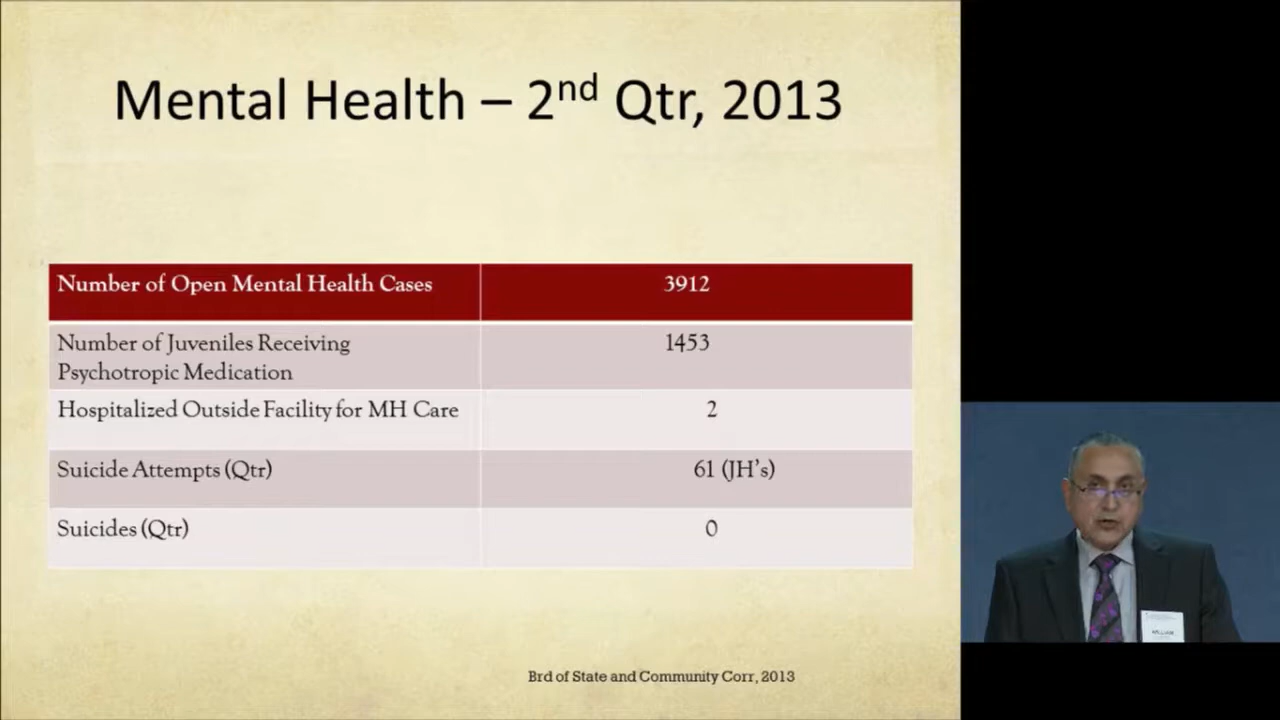 Mental Health – 2nd Qtr, 2013
Number of Open Mental Health Cases 3912
Number of Juveniles Receiving 1453
Psychotropic Medication
Hospitalized Outside Facility for MH Care 2
Suicide Attempts (Qtr) 61 (JH's)
Suicides (Qtr) 0
Brd of State and Community Corr, 2013